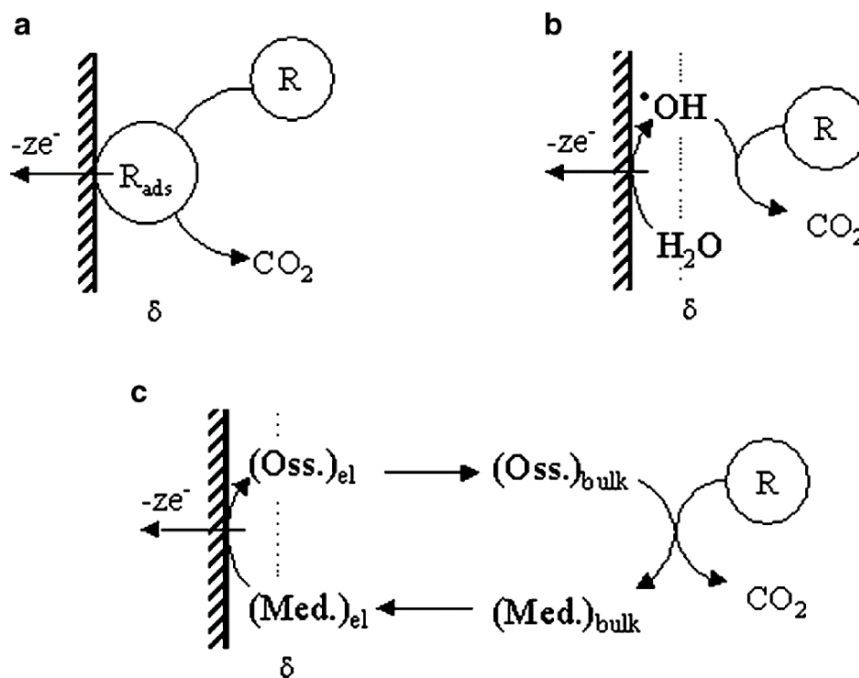 a
R
-ze⁻
R_ads
CO₂
δ
b
•OH
-ze⁻
R
H₂O
CO₂
δ
c
(Oss.)_el
(Oss.)_bulk
R
-ze⁻
(Med.)_el
(Med.)_bulk
CO₂
δ